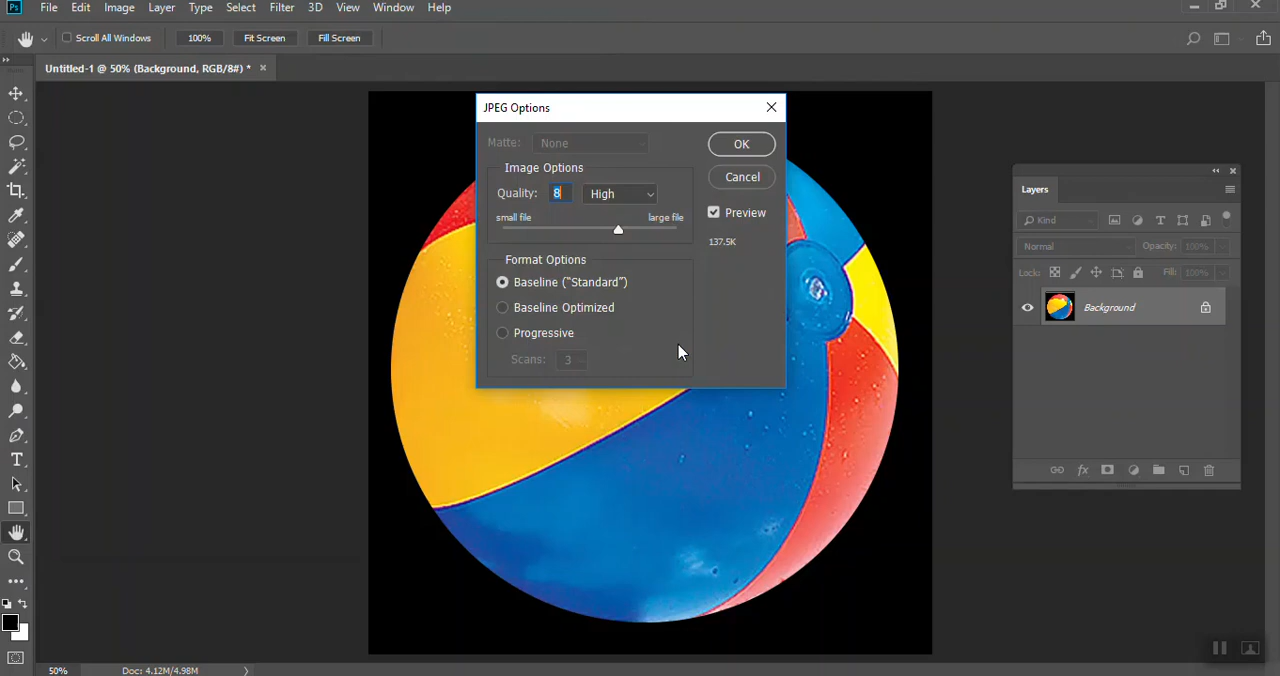 Ps File Edit Image Layer Type Select Filter 3D View Window Help
Scroll All Windows 100% Fit Screen Fill Screen
Untitled-1 @ 50% (Background, RGB/8#) * ×
JPEG Options
Matte: None OK
Image Options
Cancel
Quality: 8 High
Preview
small file large file
137.5K
Format Options
Baseline (“Standard”)
Baseline Optimized
Progressive
Scans: 3
Layers
Kind
Normal Opacity: 100%
Lock: Fill: 100%
Background
50% Doc: 4.12M/4.98M